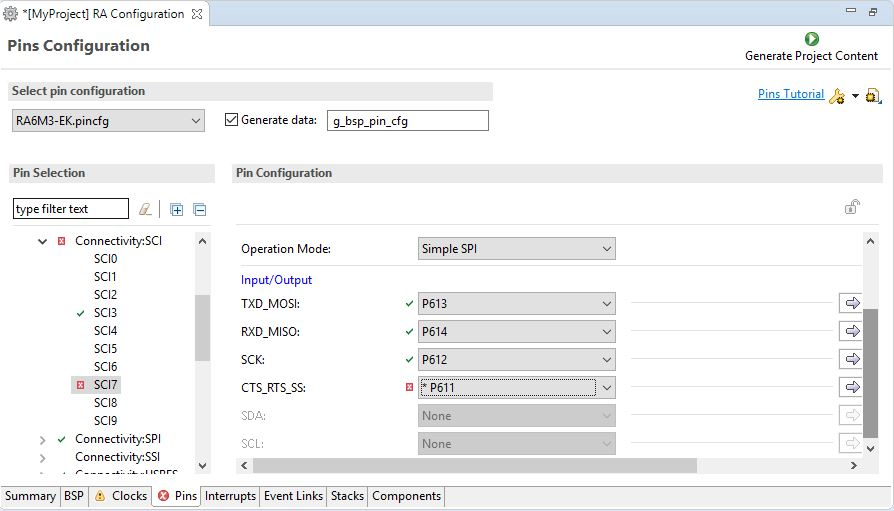 *[MyProject] RA Configuration
Pins Configuration
Generate Project Content
Select pin configuration
Pins Tutorial
RA6M3-EK.pincfg
Generate data:
g_bsp_pin_cfg
Pin Selection
Pin Configuration
type filter text
Connectivity:SCI
SCI0
SCI1
SCI2
SCI3
SCI4
SCI5
SCI6
SCI7
SCI8
SCI9
Connectivity:SPI
Connectivity:SSI
Operation Mode:
Simple SPI
Input/Output
TXD_MOSI:
P613
RXD_MISO:
P614
SCK:
P612
CTS_RTS_SS:
* P611
SDA:
None
SCL:
None
Summary
BSP
Clocks
Pins
Interrupts
Event Links
Stacks
Components